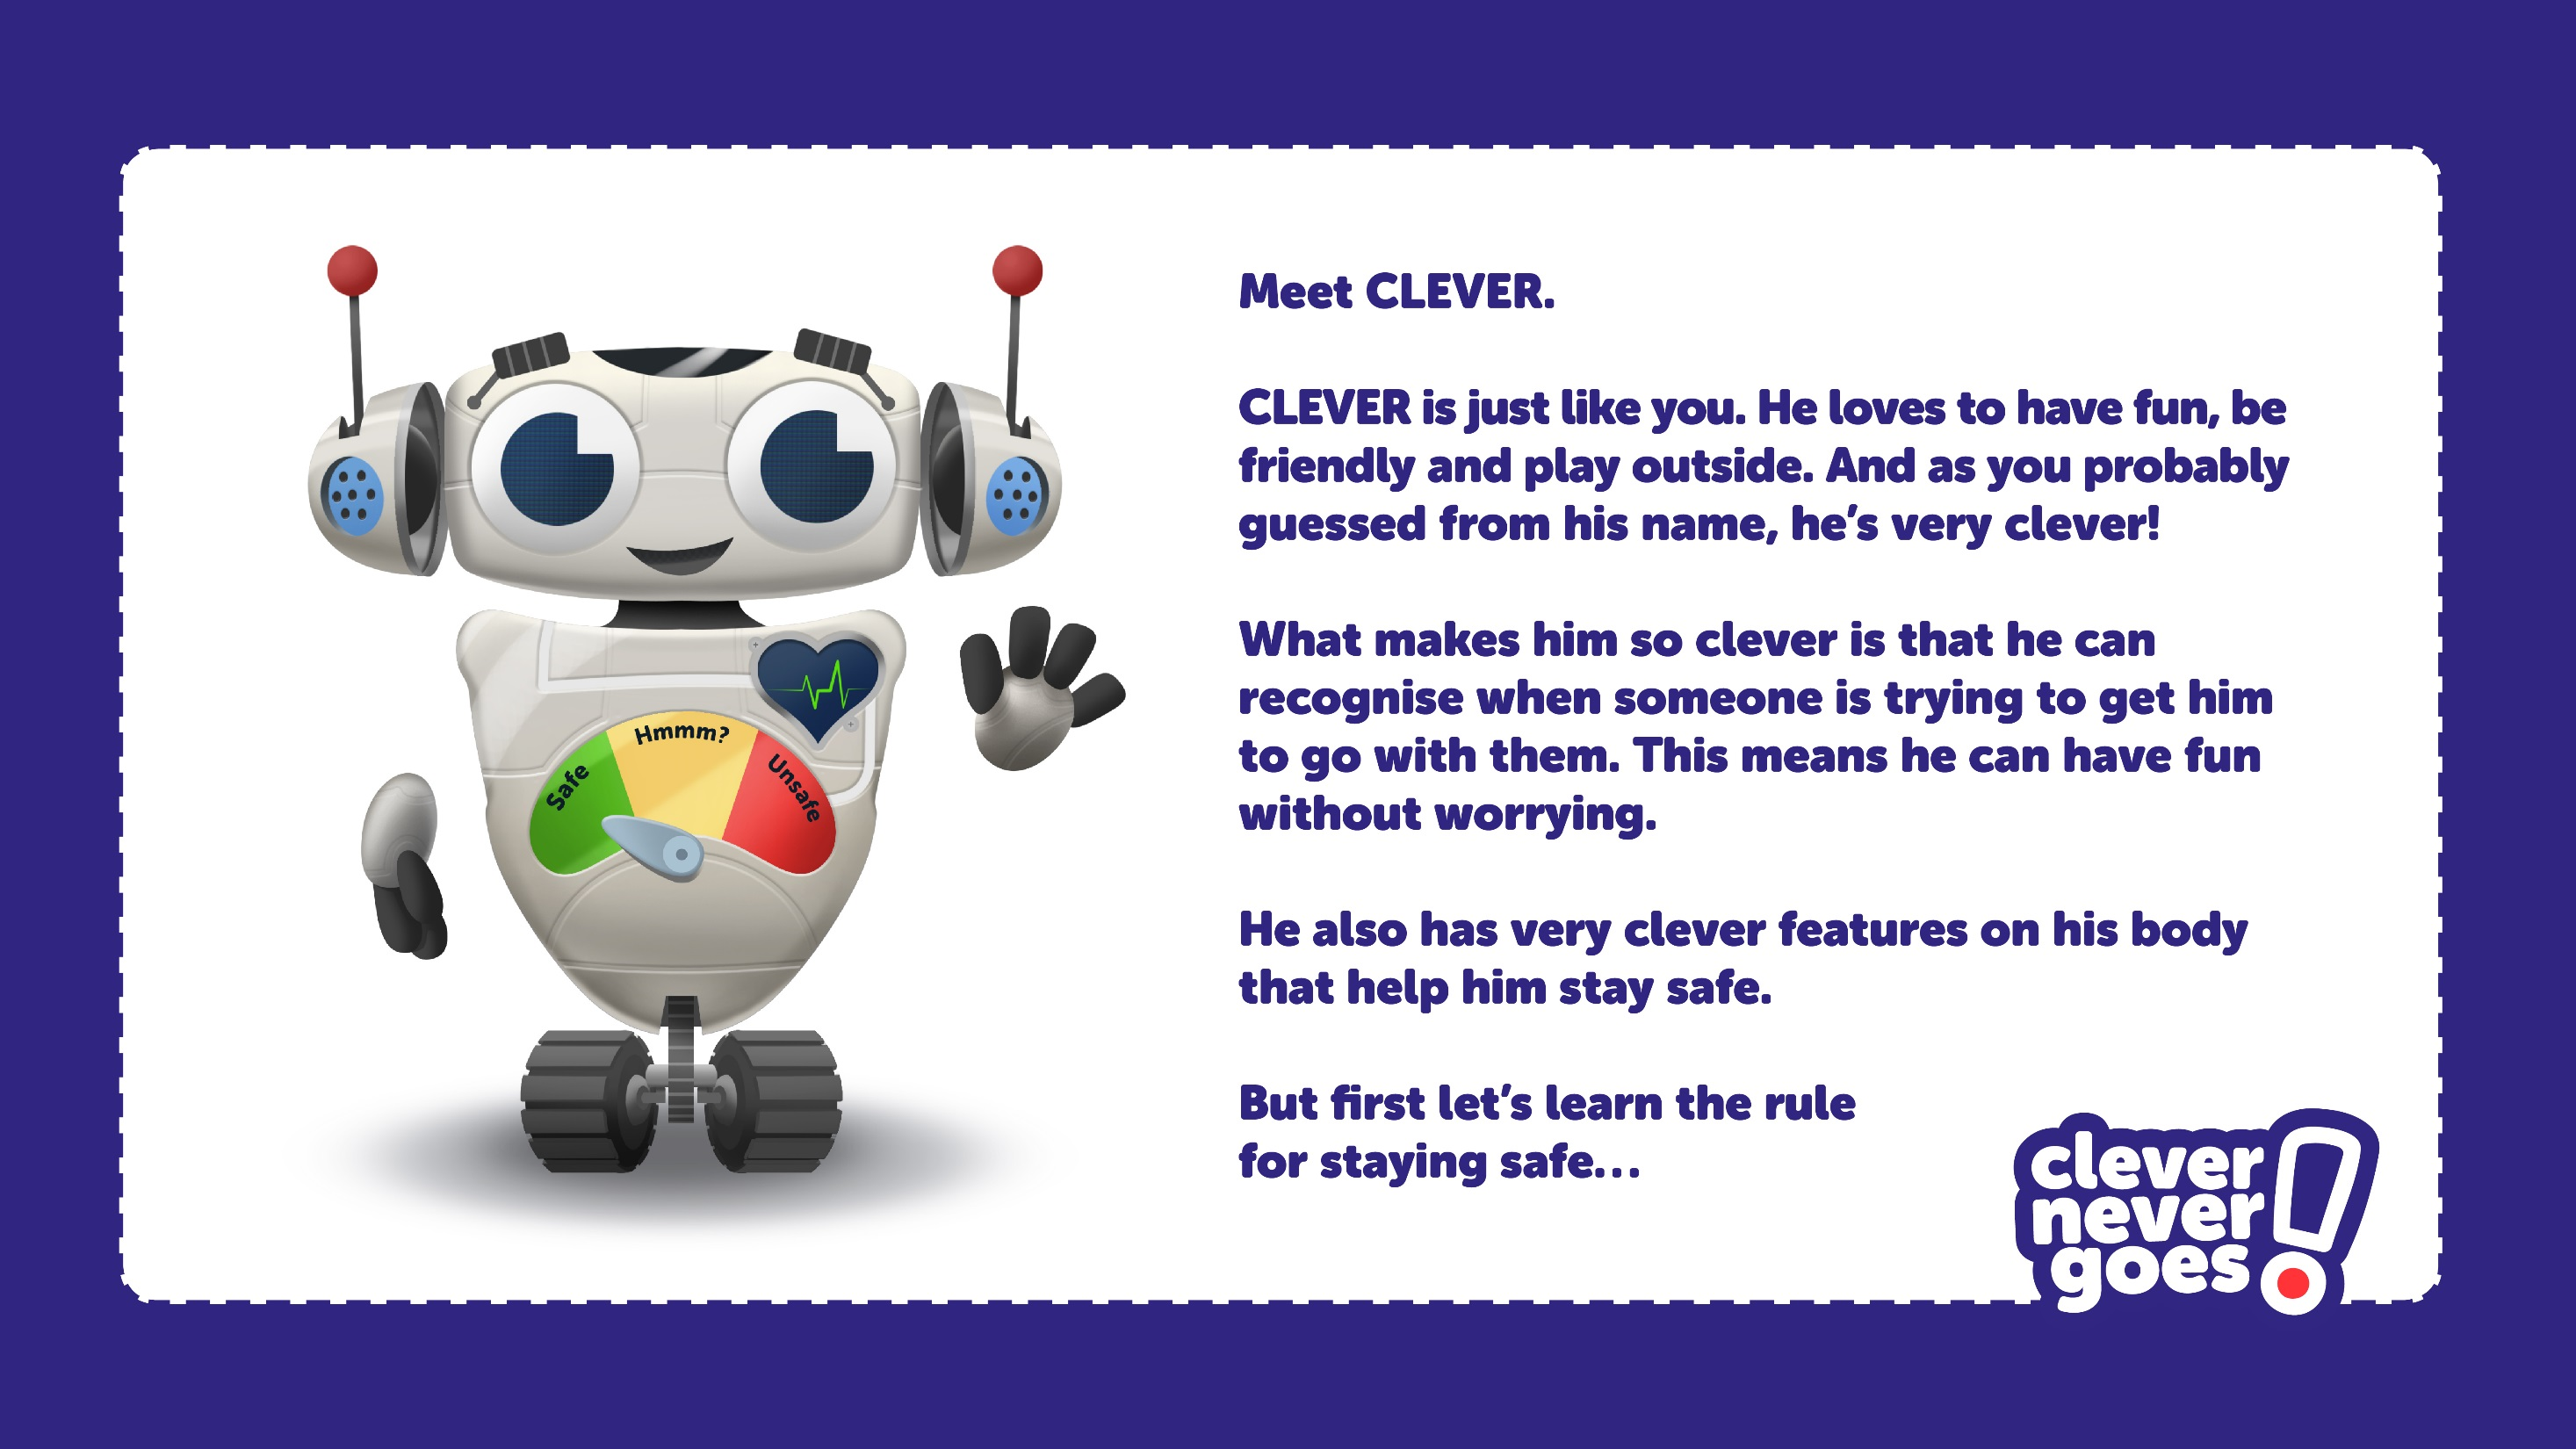 Safe
Hmmm?
Unsafe
Meet CLEVER.
CLEVER is just like you. He loves to have fun, be
friendly and play outside. And as you probably
guessed from his name, he’s very clever!
What makes him so clever is that he can
recognise when someone is trying to get him
to go with them. This means he can have fun
without worrying.
He also has very clever features on his body
that help him stay safe.
But first let’s learn the rule
for staying safe...
clever
never
goes!